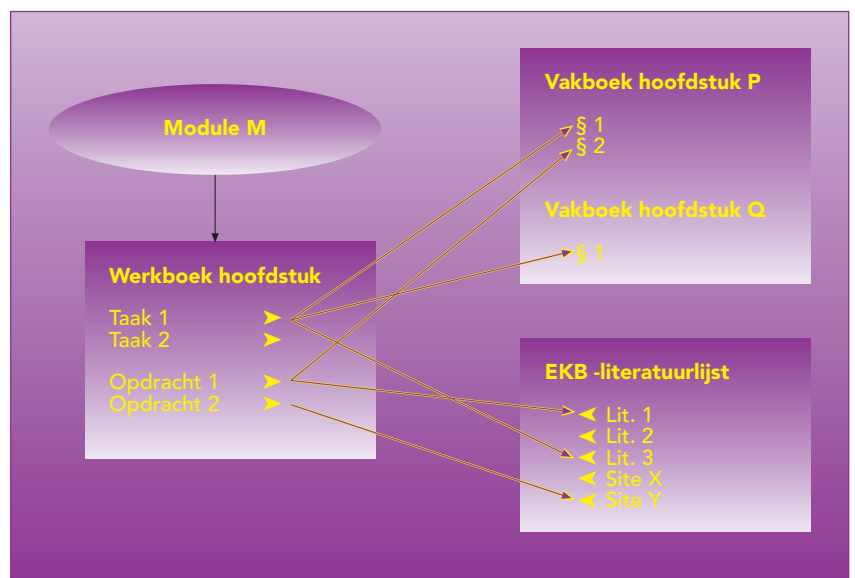 Module M
Werkboek hoofdstuk
Taak 1
Taak 2
Opdracht 1
Opdracht 2
Vakboek hoofdstuk P
§ 1
§ 2
Vakboek hoofdstuk Q
§ 1
EKB -literatuurlijst
Lit. 1
Lit. 2
Lit. 3
Site X
Site Y